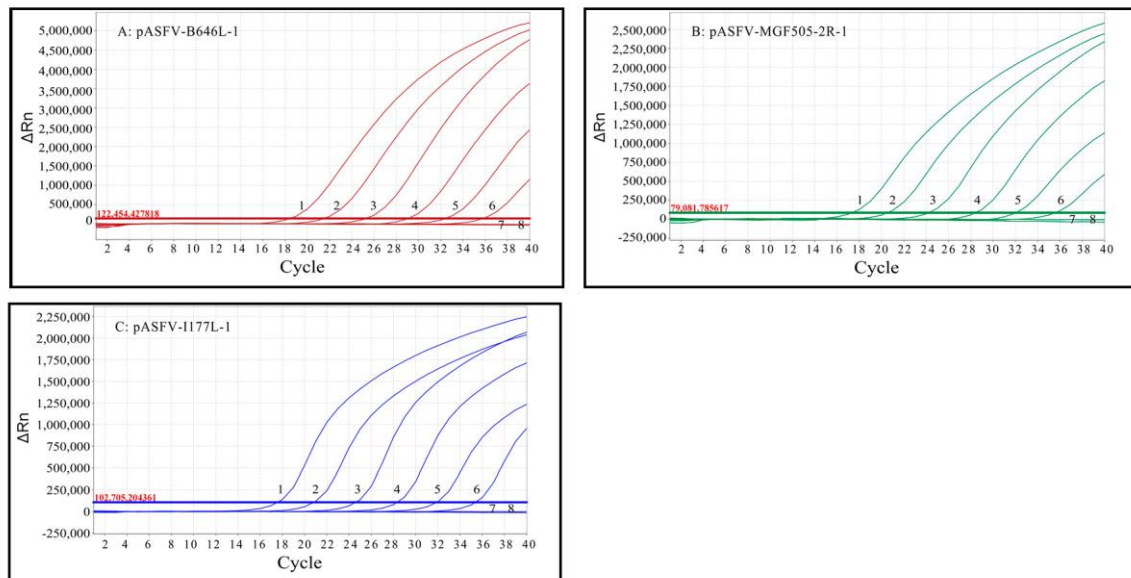 A: pASFV-B646L-1
5,000,000
4,500,000
4,000,000
3,500,000
3,000,000
2,500,000
2,000,000
1,500,000
1,000,000
500,000
0
ΔRn
122,454.427818
1 2 3 4 5 6 7 8
2 4 6 8 10 12 14 16 18 20 22 24 26 28 30 32 34 36 38 40
Cycle
B: pASFV-MGF505-2R-1
2,500,000
2,250,000
2,000,000
1,750,000
1,500,000
1,250,000
1,000,000
750,000
500,000
250,000
0
-250,000
ΔRn
79,081.785617
1 2 3 4 5 6 7 8
2 4 6 8 10 12 14 16 18 20 22 24 26 28 30 32 34 36 38 40
Cycle
C: pASFV-I177L-1
2,250,000
2,000,000
1,750,000
1,500,000
1,250,000
1,000,000
750,000
500,000
250,000
0
-250,000
ΔRn
102,705.204361
1 2 3 4 5 6 7 8
2 4 6 8 10 12 14 16 18 20 22 24 26 28 30 32 34 36 38 40
Cycle